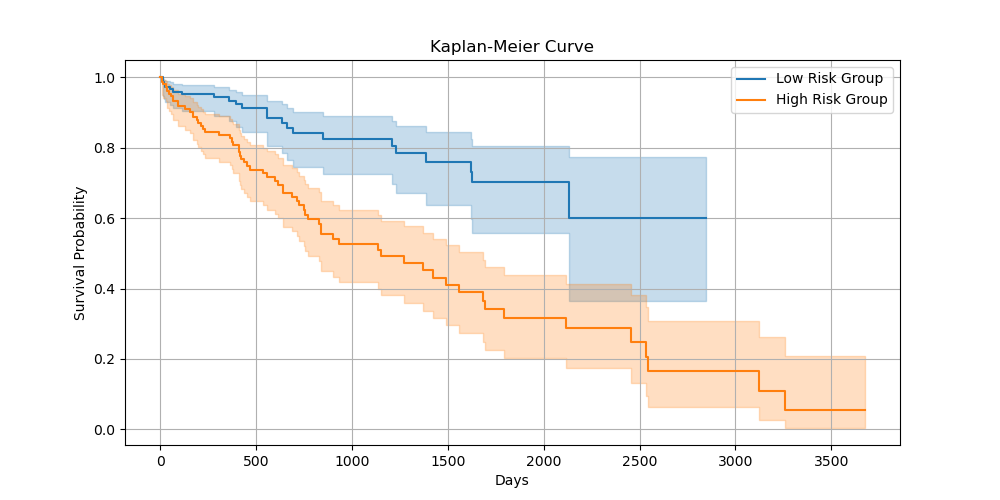 Kaplan-Meier Curve
Low Risk Group
High Risk Group
Survival Probability
1.0
0.8
0.6
0.4
0.2
0.0
0 500 1000 1500 2000 2500 3000 3500
Days